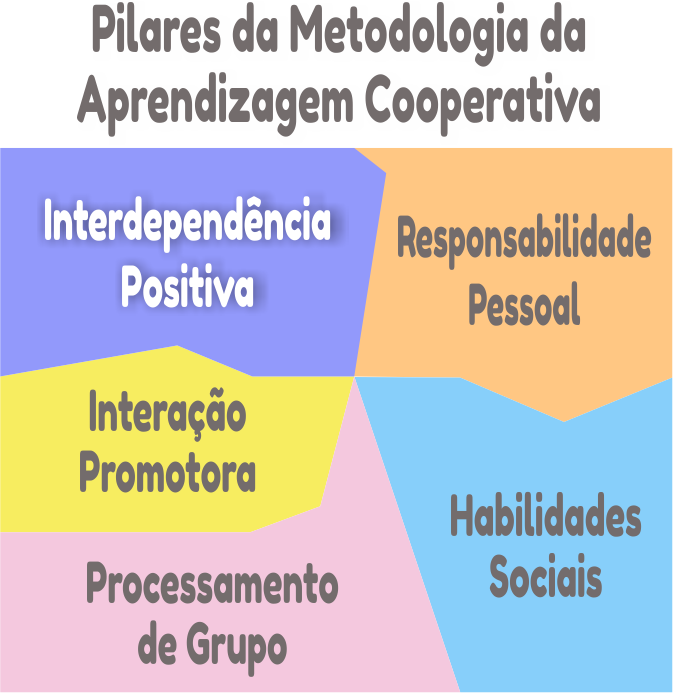 Pilares da Metodologia da
Aprendizagem Cooperativa
Interdependência
Positiva
Responsabilidade
Pessoal
Interação
Promotora
Habilidades
Sociais
Processamento
de Grupo